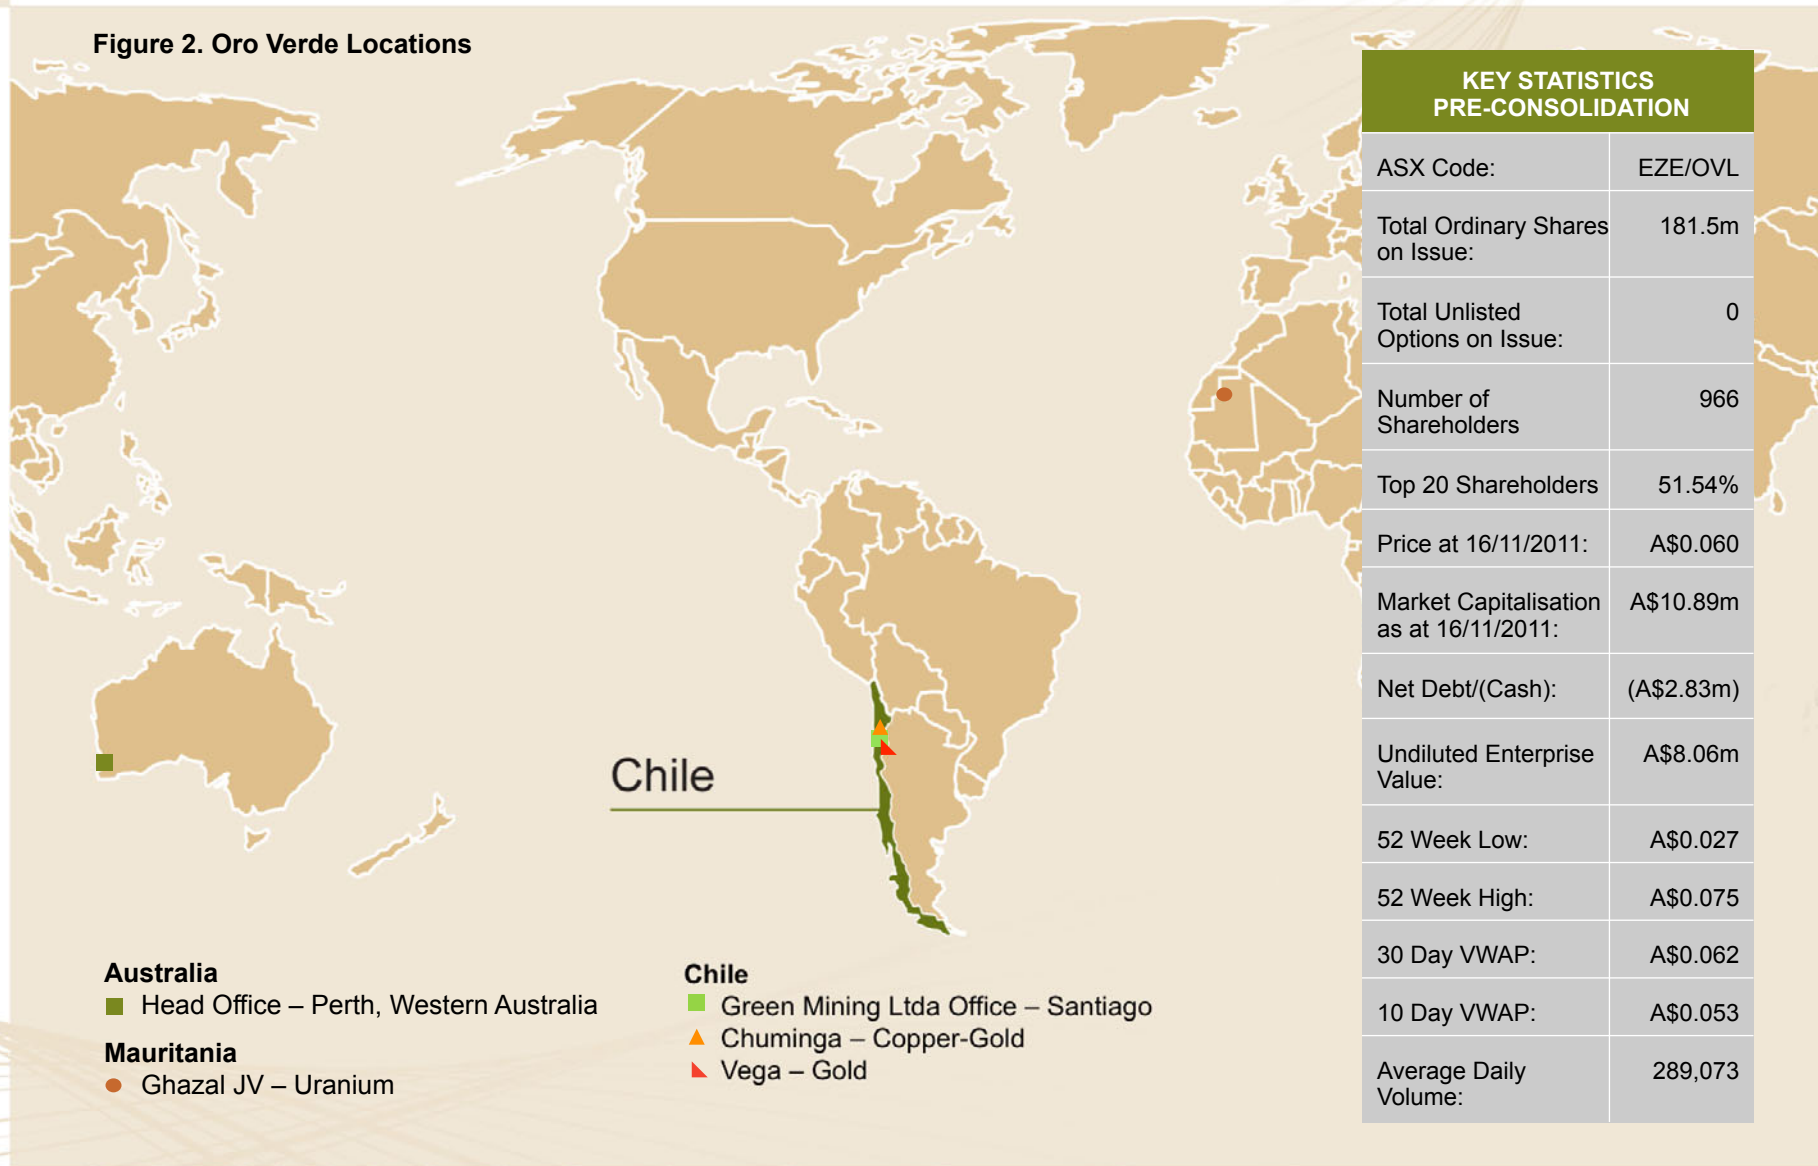 Figure 2. Oro Verde Locations
Chile
Australia
Head Office – Perth, Western Australia
Mauritania
Ghazal JV – Uranium
Chile
Green Mining Ltda Office – Santiago
Chuminga – Copper-Gold
Vega – Gold
KEY STATISTICS
PRE-CONSOLIDATION
ASX Code: EZE/OVL
Total Ordinary Shares 181.5m
on Issue:
Total Unlisted 0
Options on Issue:
Number of 966
Shareholders
Top 20 Shareholders 51.54%
Price at 16/11/2011: A$0.060
Market Capitalisation A$10.89m
as at 16/11/2011:
Net Debt/(Cash): (A$2.83m)
Undiluted Enterprise A$8.06m
Value:
52 Week Low: A$0.027
52 Week High: A$0.075
30 Day VWAP: A$0.062
10 Day VWAP: A$0.053
Average Daily 289,073
Volume: